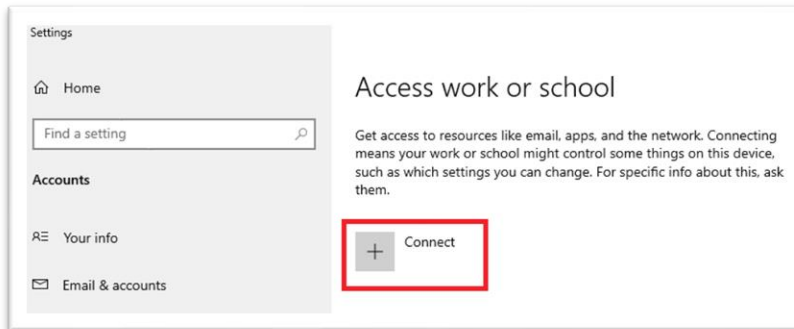 Settings
Home
Find a setting
Accounts
Your info
Email & accounts
Access work or school
Get access to resources like email, apps, and the network. Connecting
means your work or school might control some things on this device,
such as which settings you can change. For specific info about this, ask
them.
Connect